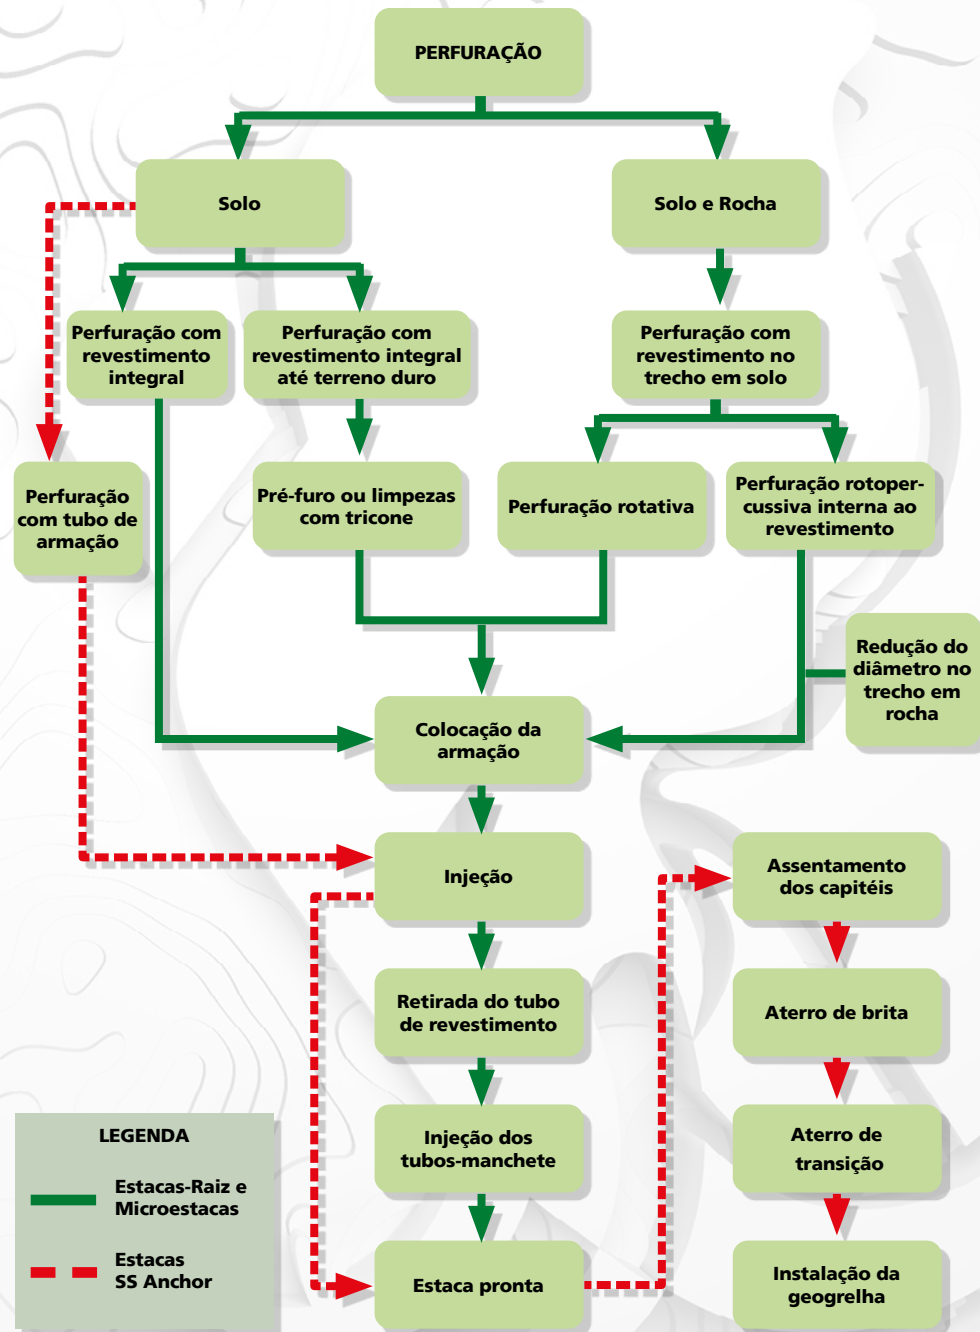 PERFURAÇÃO
Solo
Solo e Rocha
Perfuração com
revestimento
integral
Perfuração com
revestimento integral
até terreno duro
Perfuração com
revestimento no
trecho em solo
Perfuração
com tubo de
armação
Pré-furo ou limpezas
com tricone
Perfuração rotativa
Perfuração rotoper-
cussiva interna ao
revestimento
Redução do
diâmetro no
trecho em
rocha
Colocação da
armação
Injeção
Assentamento
dos capitéis
Retirada do tubo
de revestimento
Aterro de brita
Injeção dos
tubos-manchete
Aterro de
transição
Estaca pronta
Instalação da
geogrelha
LEGENDA
Estacas-Raiz e
Microestacas
Estacas
SS Anchor